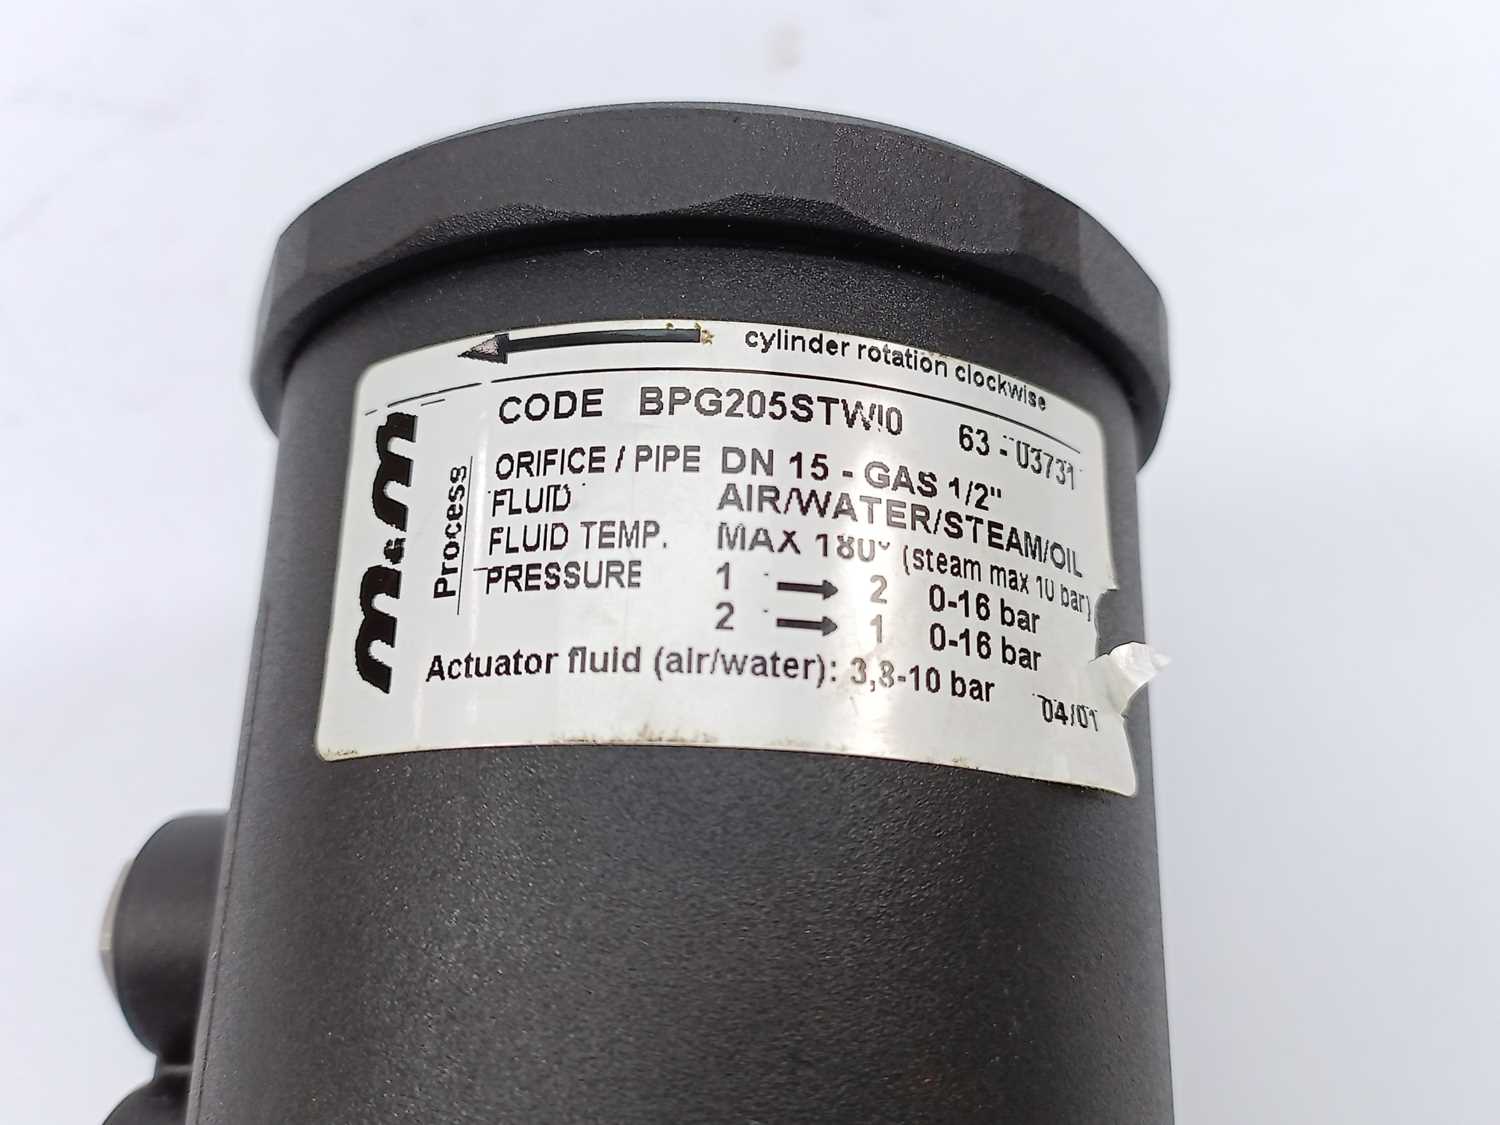 cylinder rotation clockwise
m&m
Process
CODE BPG205STW!0 63 - U3731
ORIFICE / PIPE DN 15 - GAS 1/2"
FLUID AIR/WATER/STEAM/OIL
FLUID TEMP. MAX 180° (steam max 10 bar)
PRESSURE 1 → 2 0-16 bar
2 → 1 0-16 bar
Actuator fluid (air/water): 3,8-10 bar 04/01